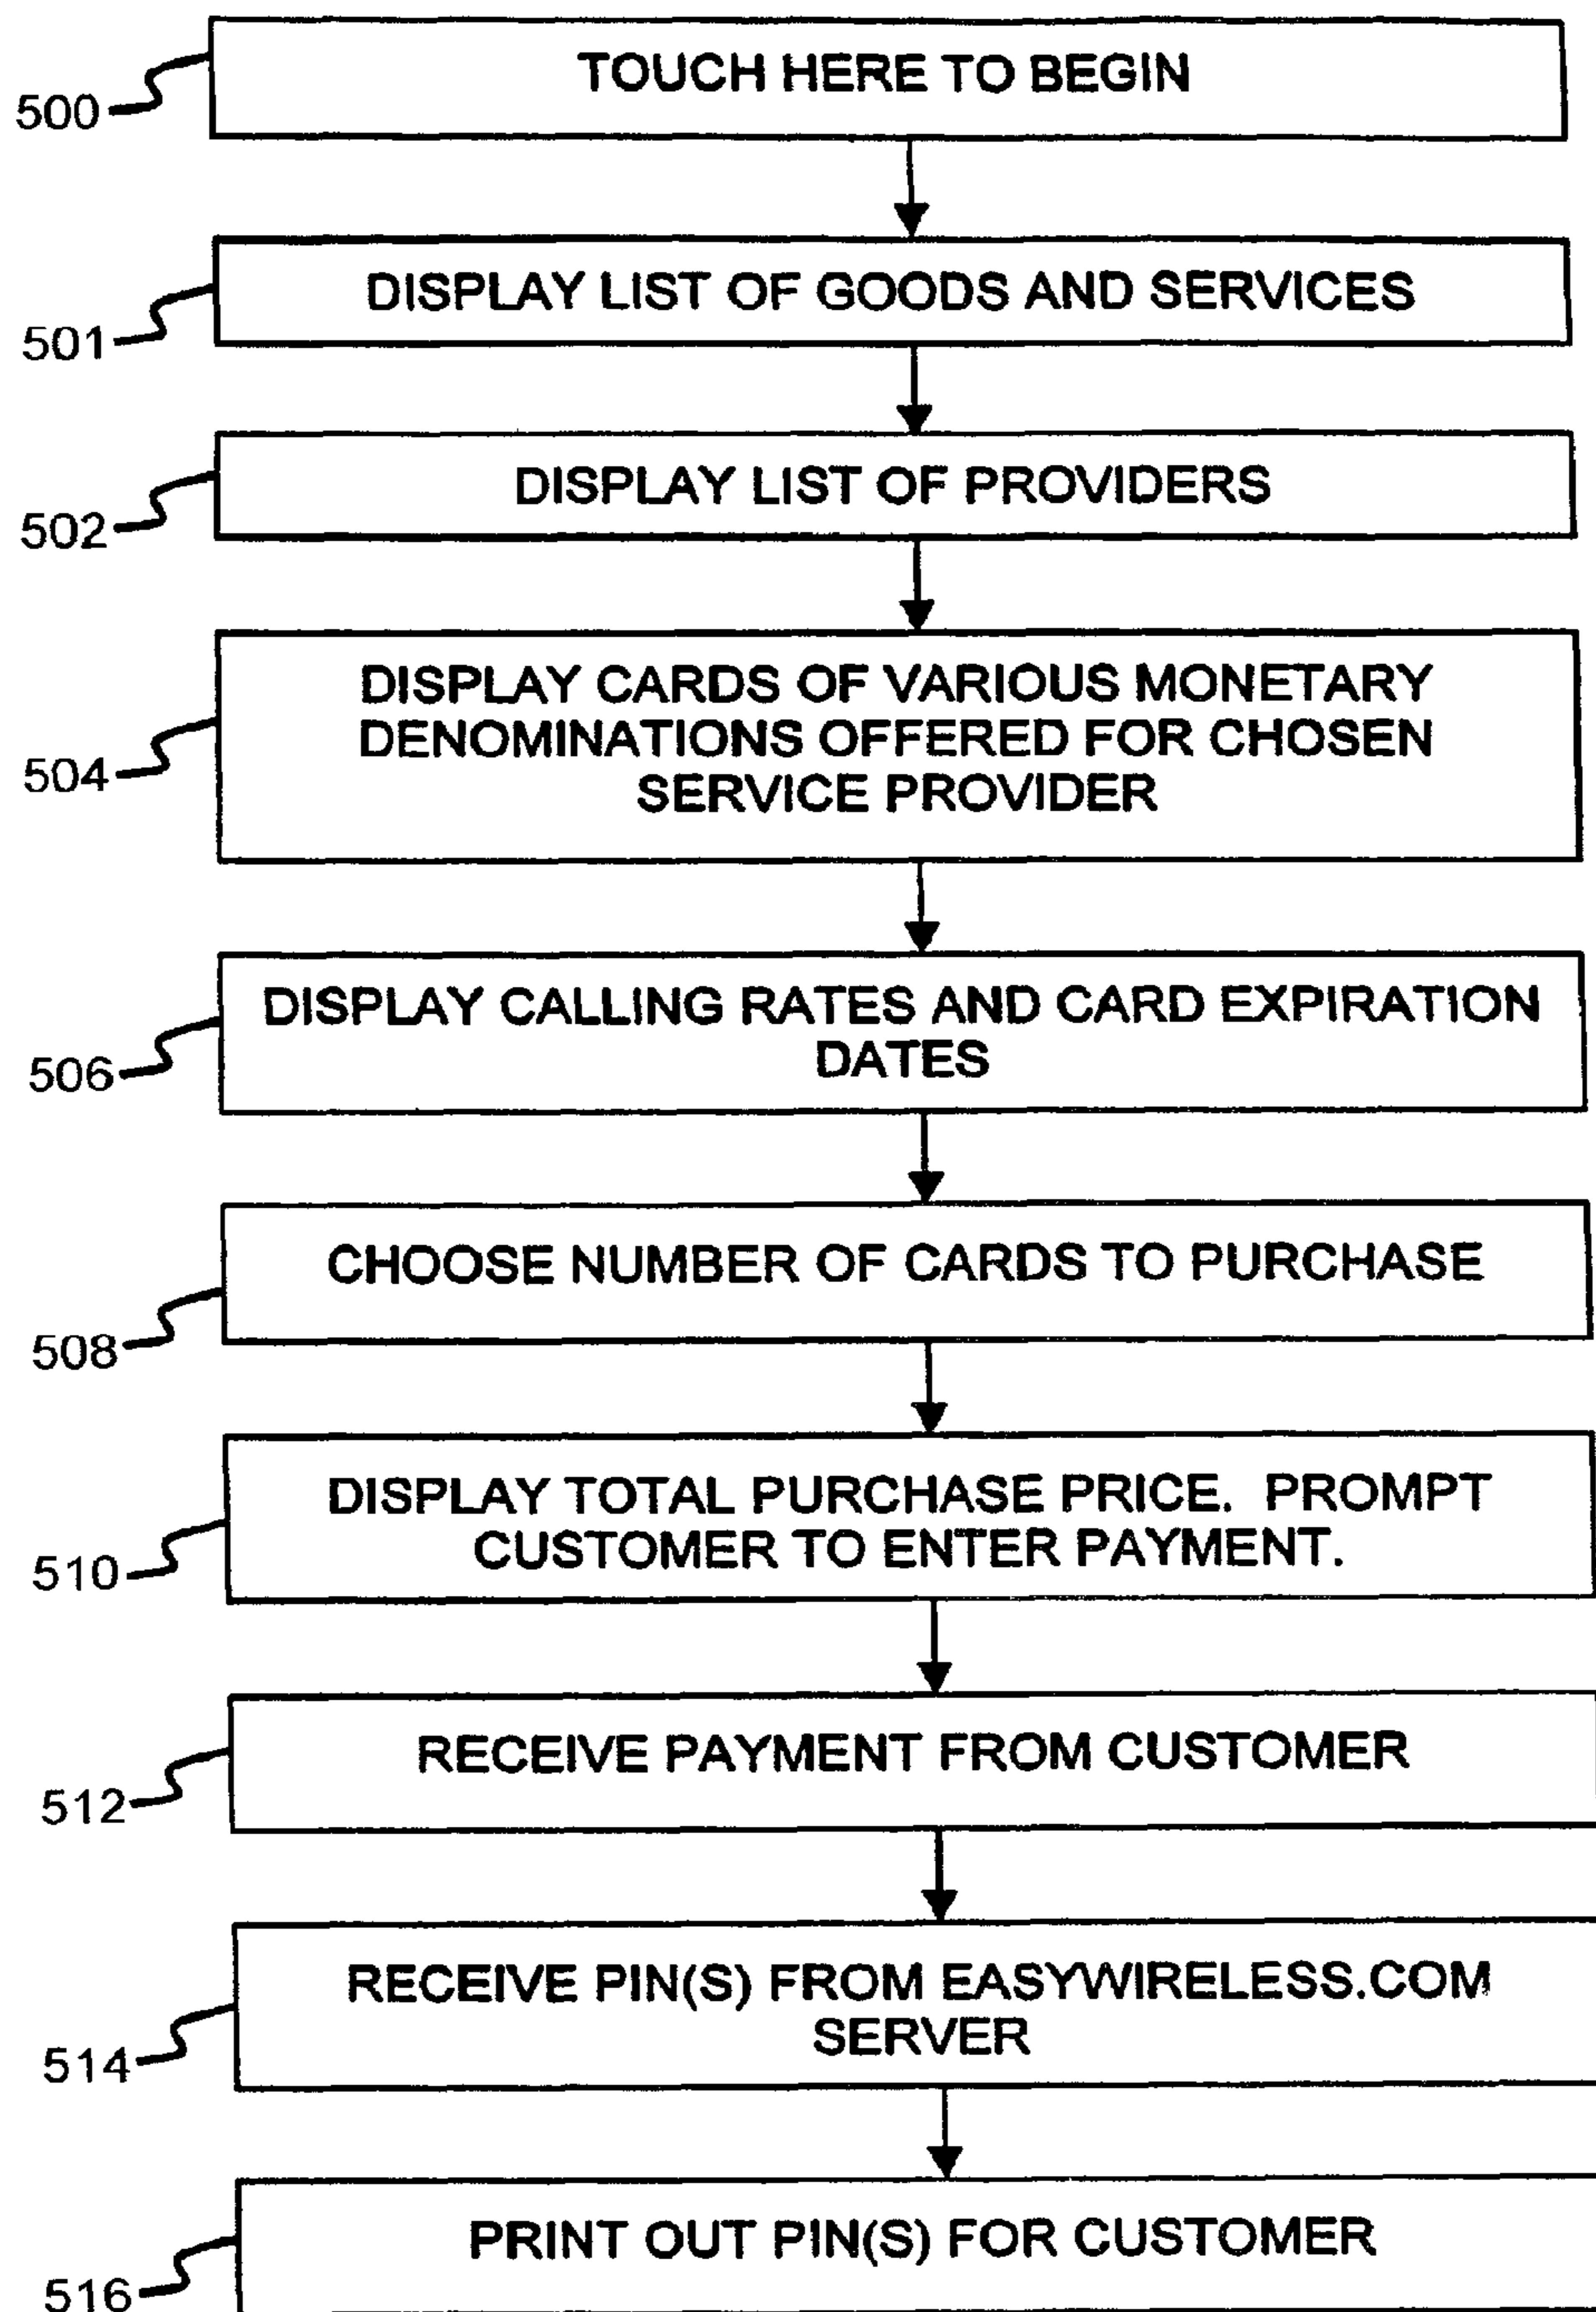 TOUCH HERE TO BEGIN
500
DISPLAY LIST OF GOODS AND SERVICES
501
DISPLAY LIST OF PROVIDERS
502
DISPLAY CARDS OF VARIOUS MONETARY
DENOMINATIONS OFFERED FOR CHOSEN
SERVICE PROVIDER
504
DISPLAY CALLING RATES AND CARD EXPIRATION
DATES
506
CHOOSE NUMBER OF CARDS TO PURCHASE
508
DISPLAY TOTAL PURCHASE PRICE. PROMPT
CUSTOMER TO ENTER PAYMENT.
510
RECEIVE PAYMENT FROM CUSTOMER
512
RECEIVE PIN(S) FROM EASYWIRELESS.COM
SERVER
514
PRINT OUT PIN(S) FOR CUSTOMER
516